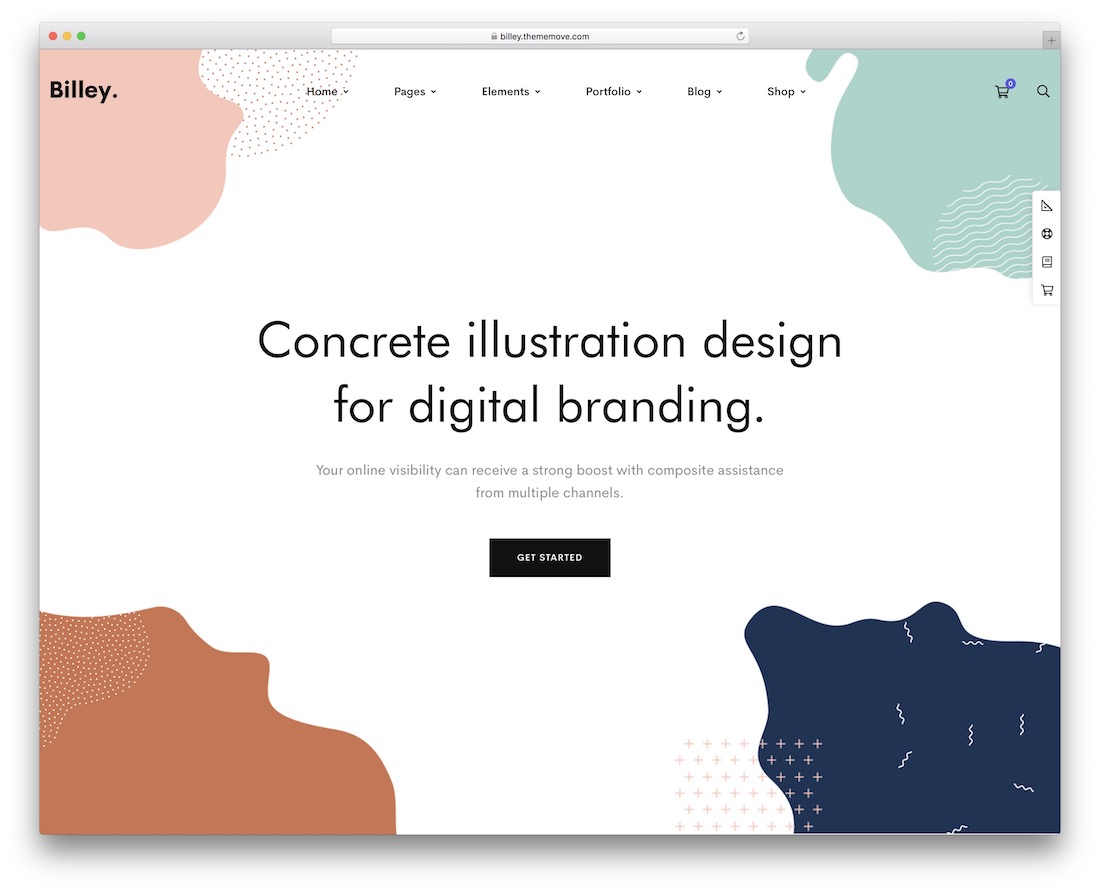 billey.thememove.com
Billey.
Home Pages Elements Portfolio Blog Shop
0
Concrete illustration design
for digital branding.
Your online visibility can receive a strong boost with composite assistance
from multiple channels.
GET STARTED